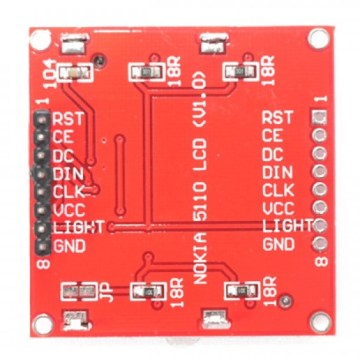 104
18R
18R
1
1
RST
RST
CE
CE
DC
DC
DIN
DIN
CLK
CLK
VCC
VCC
LIGHT
LIGHT
GND
GND
8
8
NOKIA 5110 LCD (V1.0)
JP
18R
18R